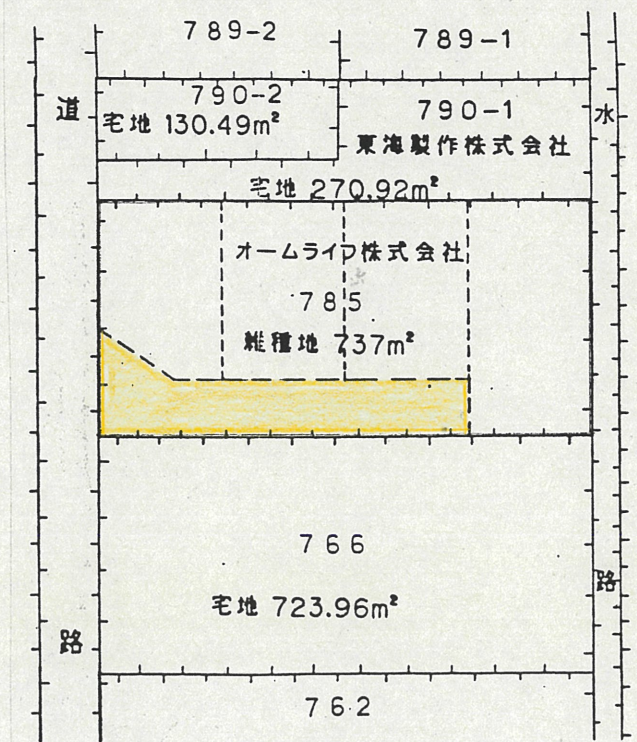 789-2
789-1
790-2
宅地 130.49m²
790-1
東海製作株式会社
宅地 270.92m²
オームライフ株式会社
785
雑種地 737m²
766
宅地 723.96m²
762
道路
水路